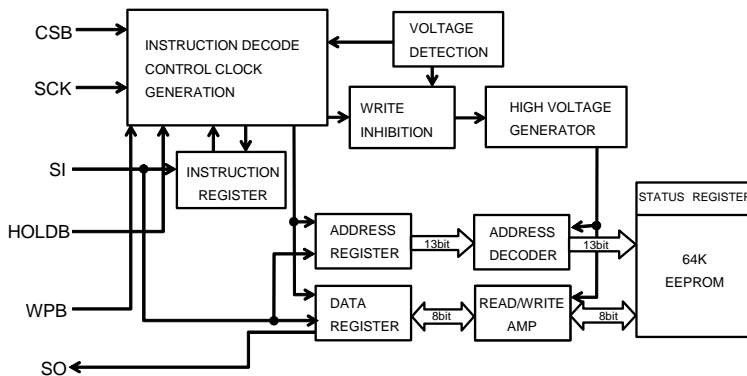 CSB
SCK
SI
HOLDB
WPB
SO
INSTRUCTION DECODE
CONTROL CLOCK
GENERATION
VOLTAGE
DETECTION
WRITE
INHIBITION
HIGH VOLTAGE
GENERATOR
INSTRUCTION
REGISTER
ADDRESS
REGISTER
13bit
ADDRESS
DECODER
13bit
DATA
REGISTER
8bit
READ/WRITE
AMP
8bit
STATUS REGISTER
64K
EEPROM